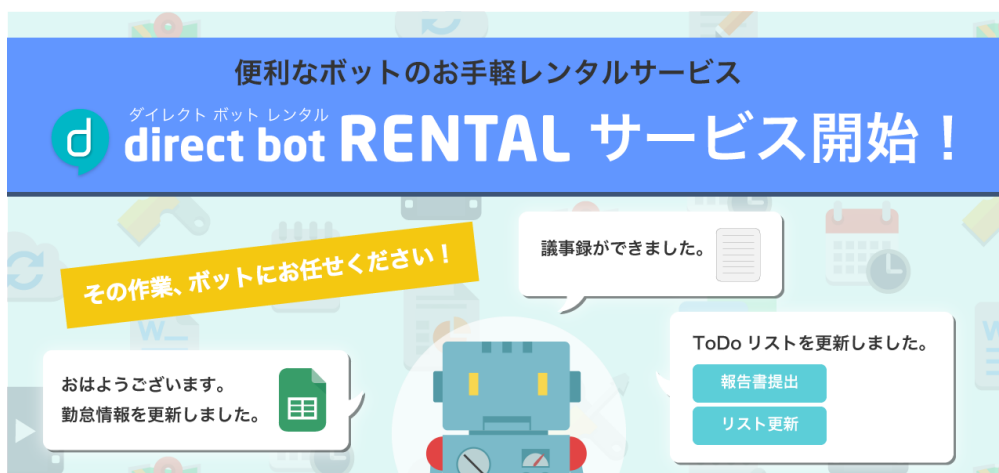 便利なボットのお手軽レンタルサービス
ダイレクト ボット レンタル
d direct bot RENTAL サービス開始！
その作業、ボットにお任せください！
議事録ができました。
ToDo リストを更新しました。
報告書提出
リスト更新
おはようございます。
勤怠情報を更新しました。
W
W